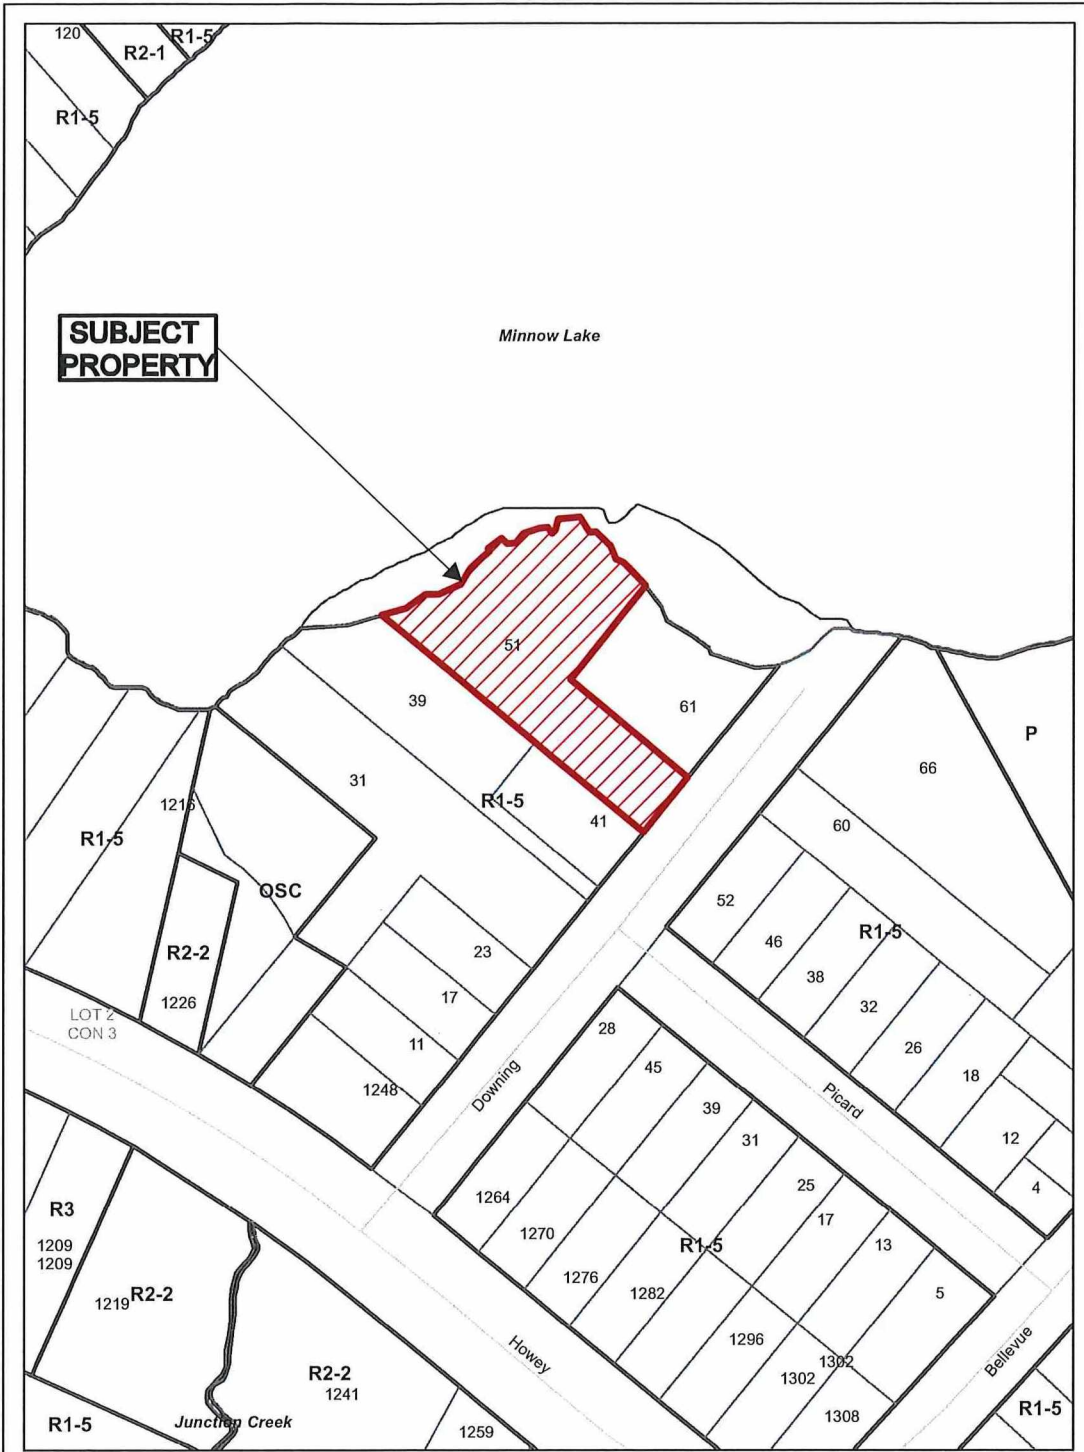 120
R2-1
R1-5
R1-5
SUBJECT
PROPERTY
Minnow Lake
51
39
61
P
31
66
R1-5
41
60
1216
R1-5
OSC
52
46
R1-5
38
R2-2
23
32
1226
17
LOT 2
CON 3
26
11
28
18
45
1248
Downing
Picard
39
31
12
4
25
1264
17
R3
1270
R1-5
13
1209
1209
1276
1282
5
1219
R2-2
1296
Howey
Bellevue
R2-2
1241
1302
1302
R1-5
1308
R1-5
Junction Creek
1259